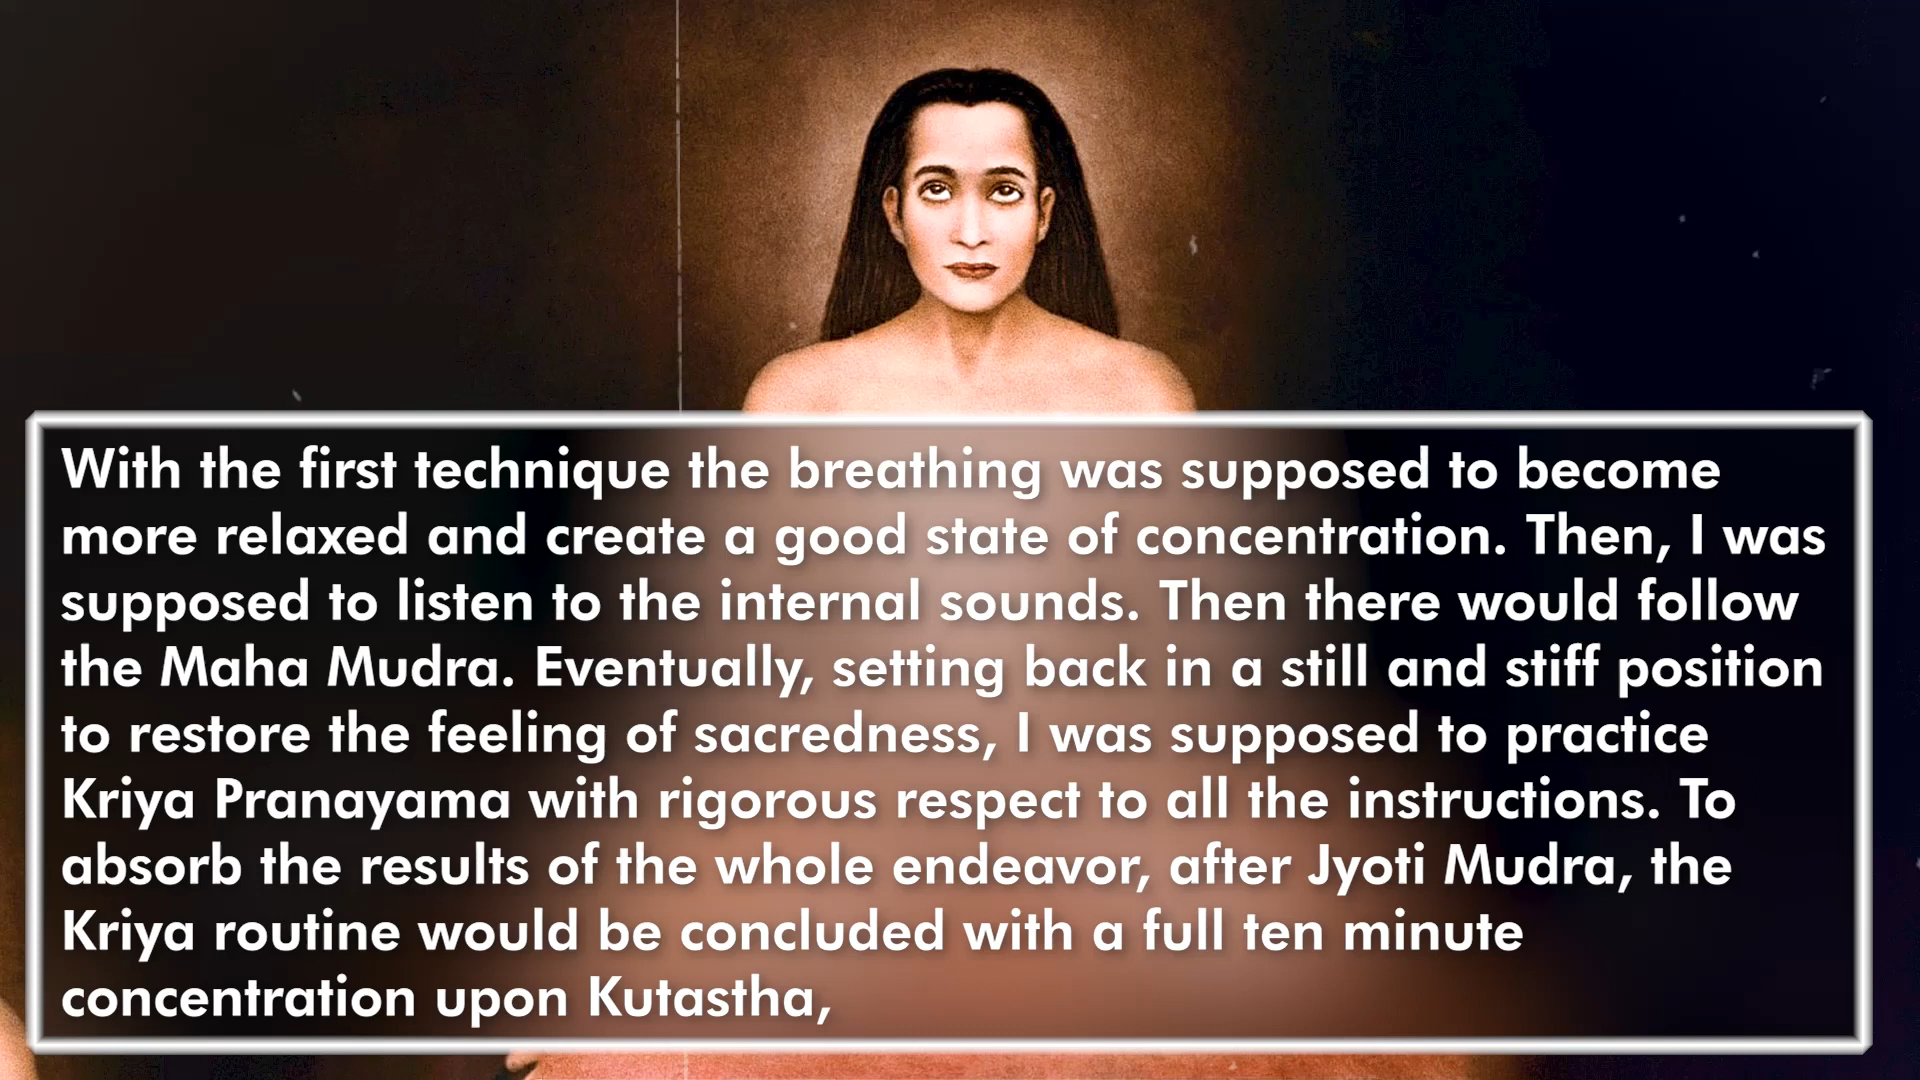 With the first technique the breathing was supposed to become
more relaxed and create a good state of concentration. Then, I was
supposed to listen to the internal sounds. Then there would follow
the Maha Mudra. Eventually, setting back in a still and stiff position
to restore the feeling of sacredness, I was supposed to practice
Kriya Pranayama with rigorous respect to all the instructions. To
absorb the results of the whole endeavor, after Jyoti Mudra, the
Kriya routine would be concluded with a full ten minute
concentration upon Kutastha,